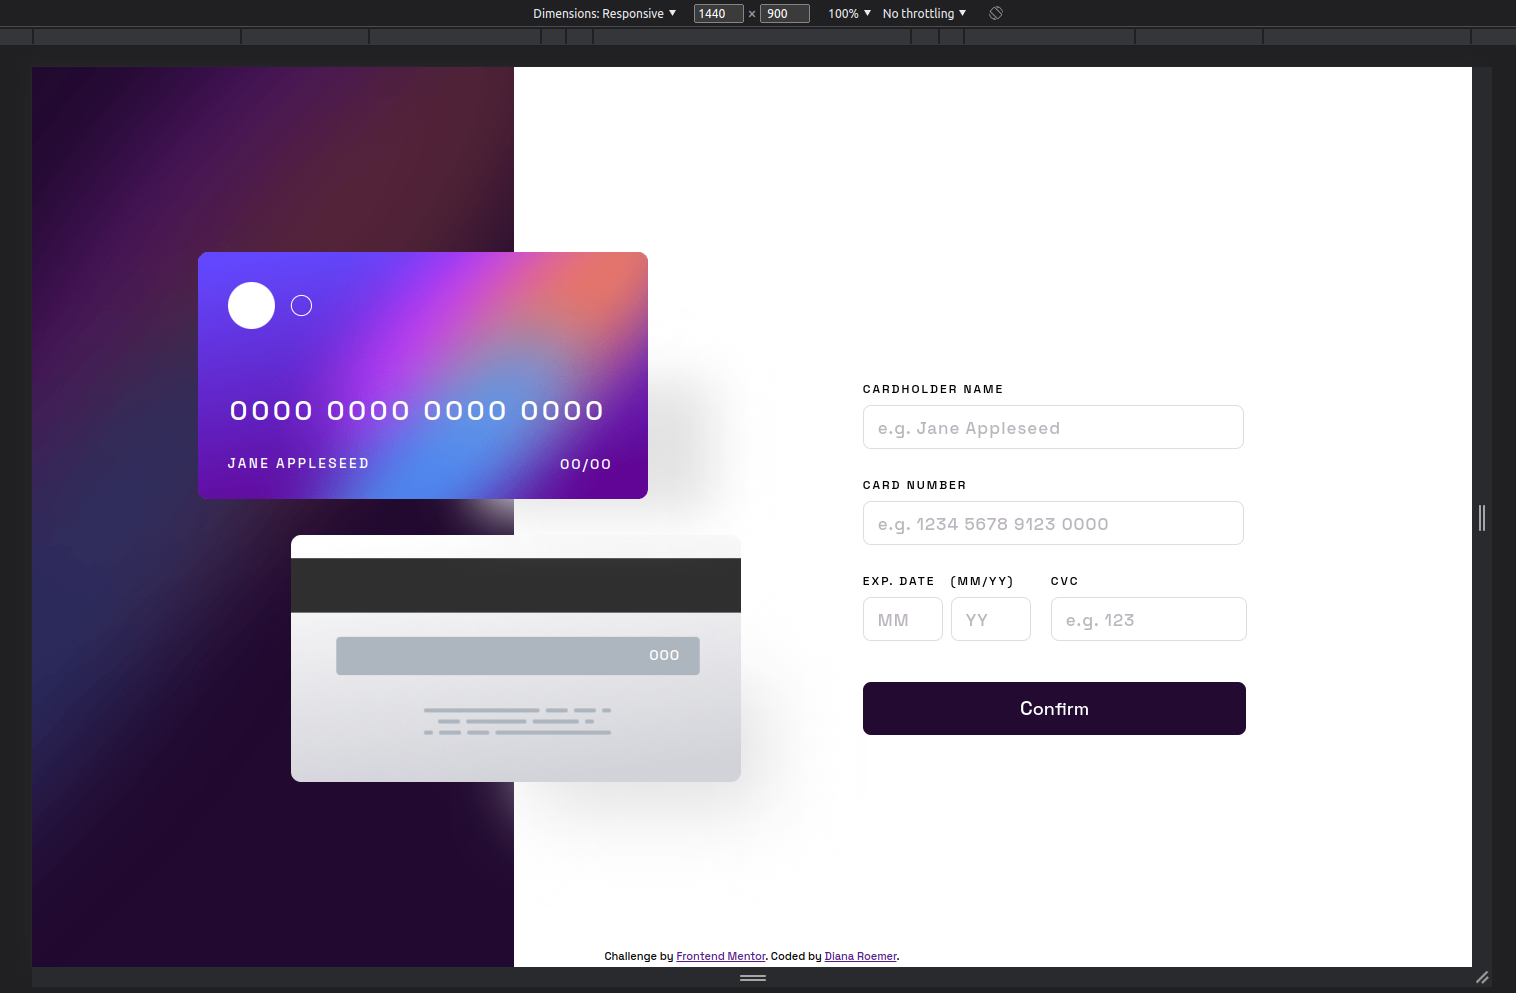 Dimensions: Responsive 1440 × 900 100% No throttling
0000 0000 0000 0000
JANE APPLESEED 00/00
000
CARDHOLDER NAME
e.g. Jane Appleseed
CARD NUMBER
e.g. 1234 5678 9123 0000
EXP. DATE (MM/YY) CVC
MM YY e.g. 123
Confirm
Challenge by Frontend Mentor. Coded by Diana Roemer.